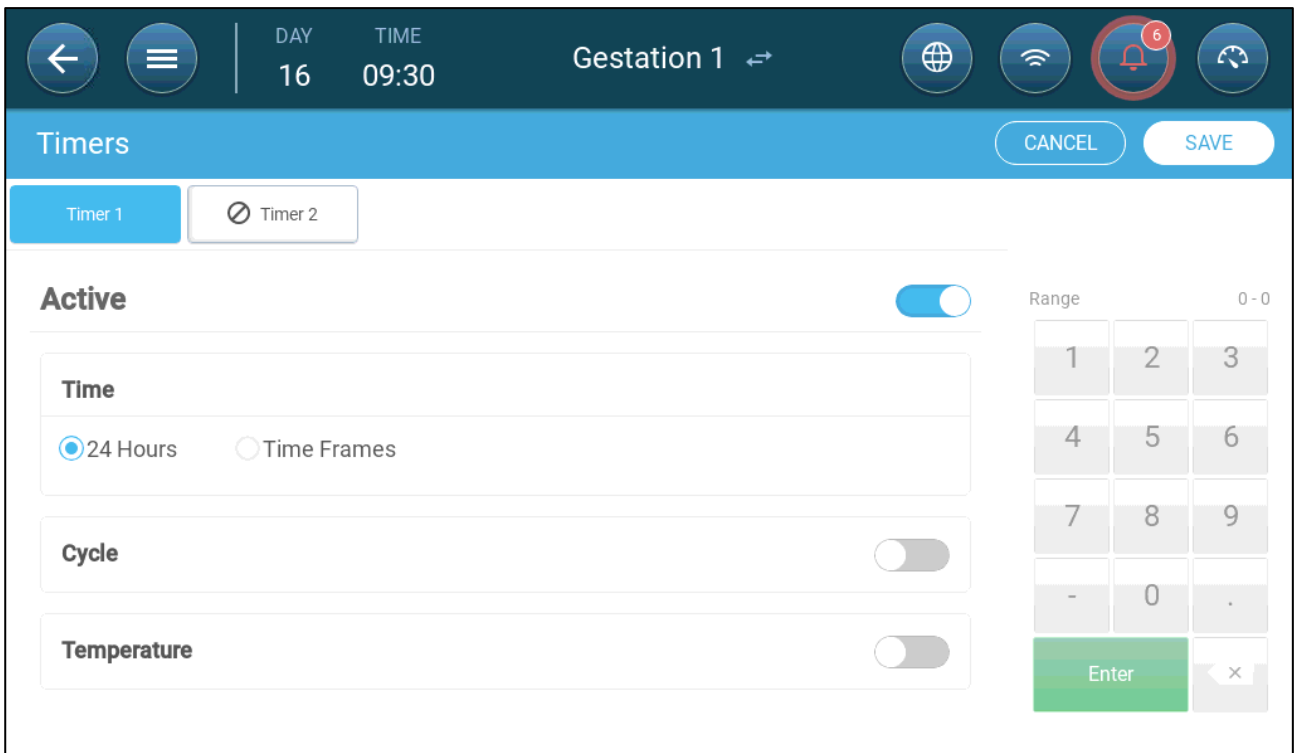 DAY TIME
16 09:30
Gestation 1
6
Timers
CANCEL SAVE
Timer 1 Timer 2
Active
Range 0 - 0
Time
24 Hours Time Frames
Cycle
Temperature
1 2 3
4 5 6
7 8 9
- 0 .
Enter